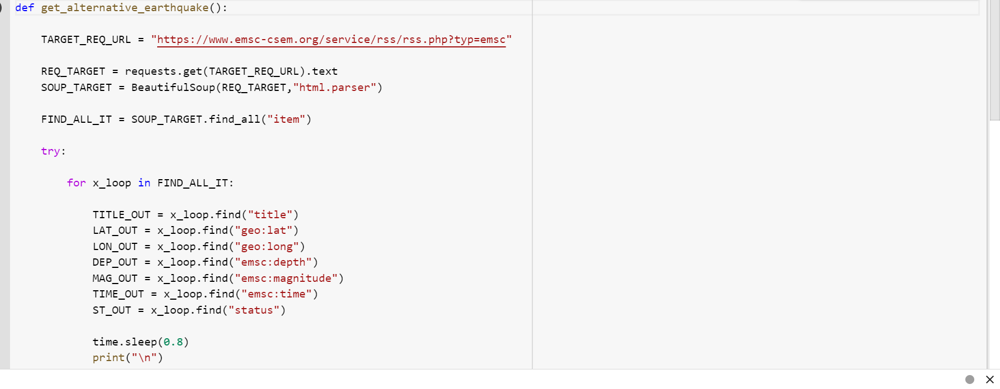 def get_alternative_earthquake():
TARGET_REQ_URL = "https://www.emsc-csem.org/service/rss/rss.php?typ=emsc"
REQ_TARGET = requests.get(TARGET_REQ_URL).text
SOUP_TARGET = BeautifulSoup(REQ_TARGET,"html.parser")
FIND_ALL_IT = SOUP_TARGET.find_all("item")
try:
for x_loop in FIND_ALL_IT:
TITLE_OUT = x_loop.find("title")
LAT_OUT = x_loop.find("geo:lat")
LON_OUT = x_loop.find("geo:long")
DEP_OUT = x_loop.find("emsc:depth")
MAG_OUT = x_loop.find("emsc:magnitude")
TIME_OUT = x_loop.find("emsc:time")
ST_OUT = x_loop.find("status")
time.sleep(0.8)
print("\n")